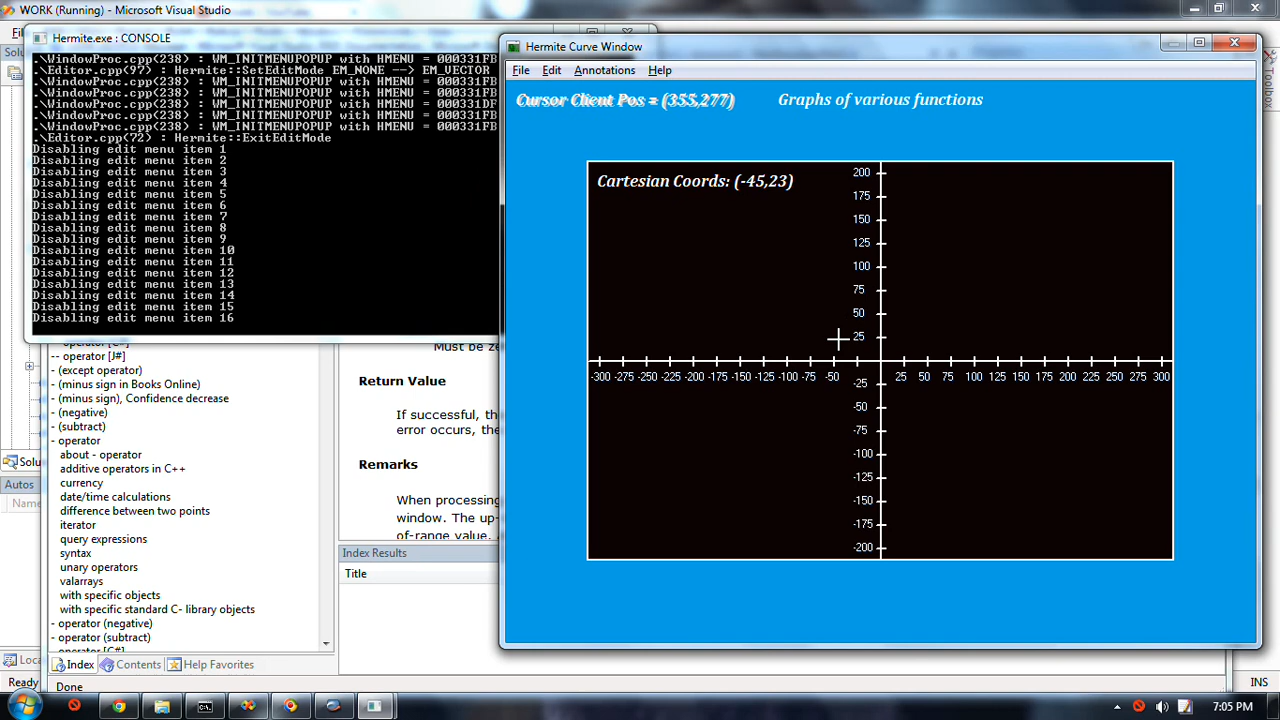 WORK (Running) - Microsoft Visual Studio
Hermite.exe : CONSOLE
.\WindowProc.cpp(238) : WM_INITMENUPOPUP with HMENU = 000331FB
.\Editor.cpp(97) : Hermite::SetEditMode EM_NONE --> EM_VECTOR
.\WindowProc.cpp(238) : WM_INITMENUPOPUP with HMENU = 000331FB
.\WindowProc.cpp(238) : WM_INITMENUPOPUP with HMENU = 000331FB
.\WindowProc.cpp(238) : WM_INITMENUPOPUP with HMENU = 000331DF
.\WindowProc.cpp(238) : WM_INITMENUPOPUP with HMENU = 000331FB
.\WindowProc.cpp(238) : WM_INITMENUPOPUP with HMENU = 000331FB
.\Editor.cpp(72) : Hermite::ExitEditMode
Disabling edit menu item 1
Disabling edit menu item 2
Disabling edit menu item 3
Disabling edit menu item 4
Disabling edit menu item 5
Disabling edit menu item 6
Disabling edit menu item 7
Disabling edit menu item 8
Disabling edit menu item 9
Disabling edit menu item 10
Disabling edit menu item 11
Disabling edit menu item 12
Disabling edit menu item 13
Disabling edit menu item 14
Disabling edit menu item 15
Disabling edit menu item 16
-- operator [J#]
- (except operator)
- (minus sign in Books Online)
- (minus sign), Confidence decrease
- (negative)
- (subtract)
- operator
about - operator
additive operators in C++
currency
date/time calculations
difference between two points
iterator
query expressions
syntax
unary operators
valarrays
with specific objects
with specific standard C- library objects
- operator (negative)
- operator (subtract)
- operator [C#]
Index Contents Help Favorites
Done
Must be ze
Return Value
If successful, the
error occurs, the
Remarks
When processing
window. The up-
of-range value.
Index Results
Title
Hermite Curve Window
File Edit Annotations Help
Cursor Client Pos = (355,277) Graphs of various functions
Cartesian Coords: (-45,23)
200
175
150
125
100
75
50
25
-300 -275 -250 -225 -200 -175 -150 -125 -100 -75 -50 25 50 75 100 125 150 175 200 225 250 275 300
-25
-50
-75
-100
-125
-150
-175
-200
Solu
Autos
Name
Loca
Ready
Toolbox
INS
7:05 PM